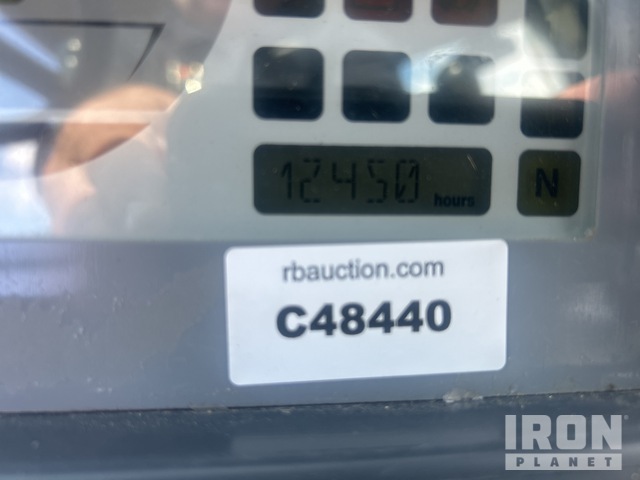 12450 hours
N
rbauction.com
C48440
IRON
PLANET